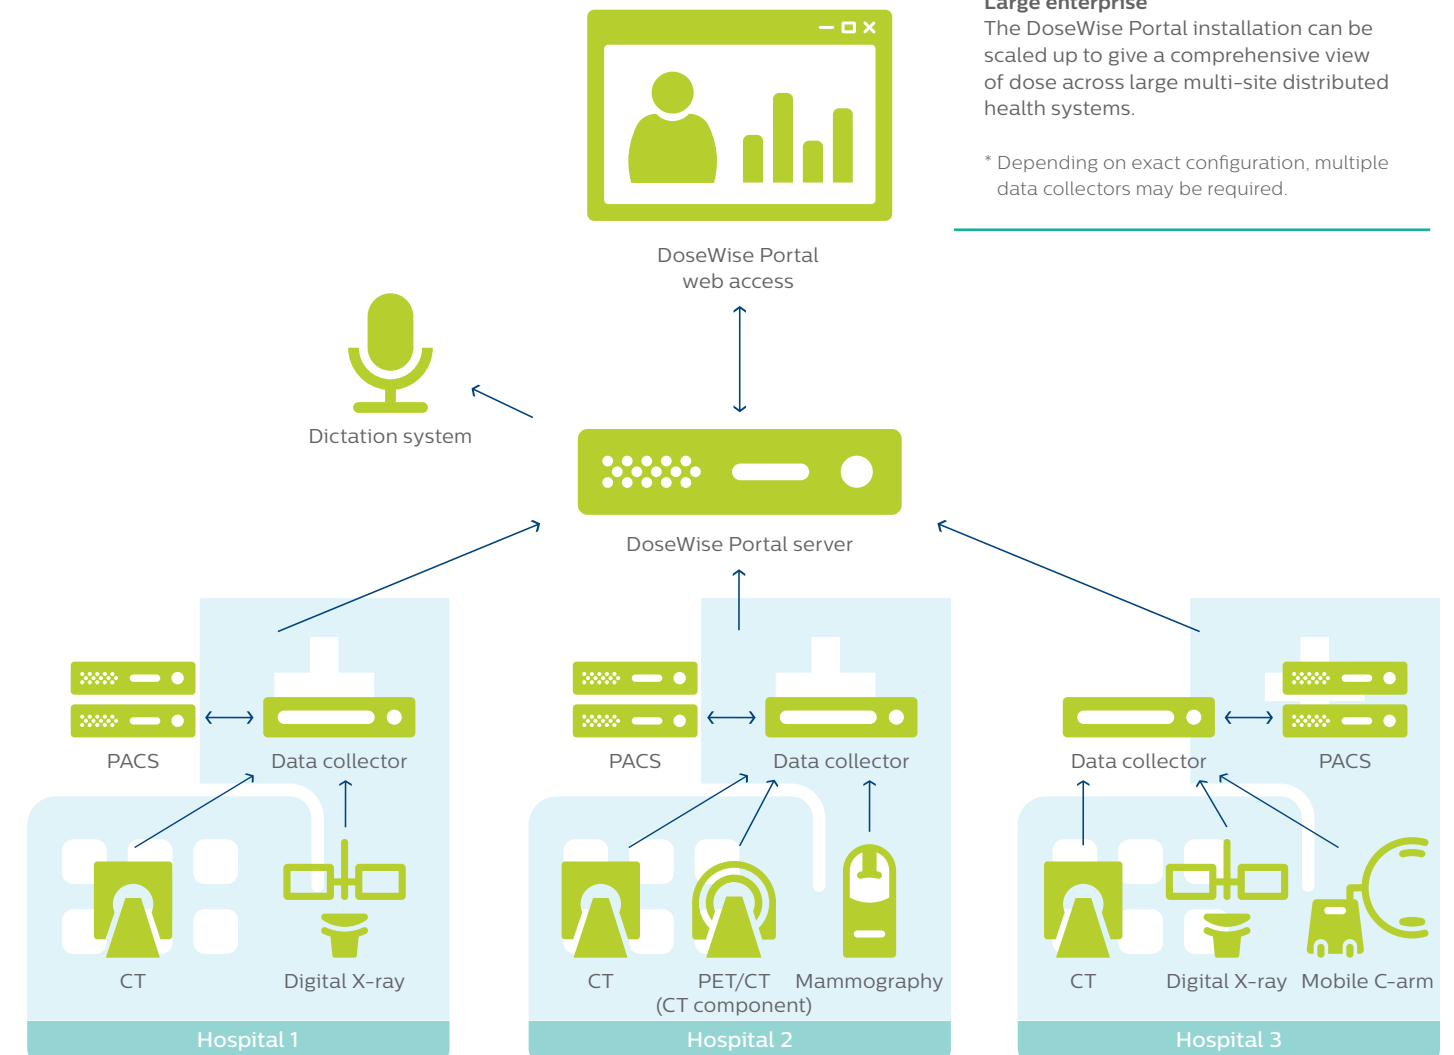 Large enterprise
The DoseWise Portal installation can be
scaled up to give a comprehensive view
of dose across large multi-site distributed
health systems.
* Depending on exact configuration, multiple
data collectors may be required.
DoseWise Portal
web access
Dictation system
DoseWise Portal server
PACS
Data collector
PACS
Data collector
Data collector
PACS
CT
Digital X-ray
CT
PET/CT
(CT component)
Mammography
CT
Digital X-ray
Mobile C-arm
Hospital 1
Hospital 2
Hospital 3